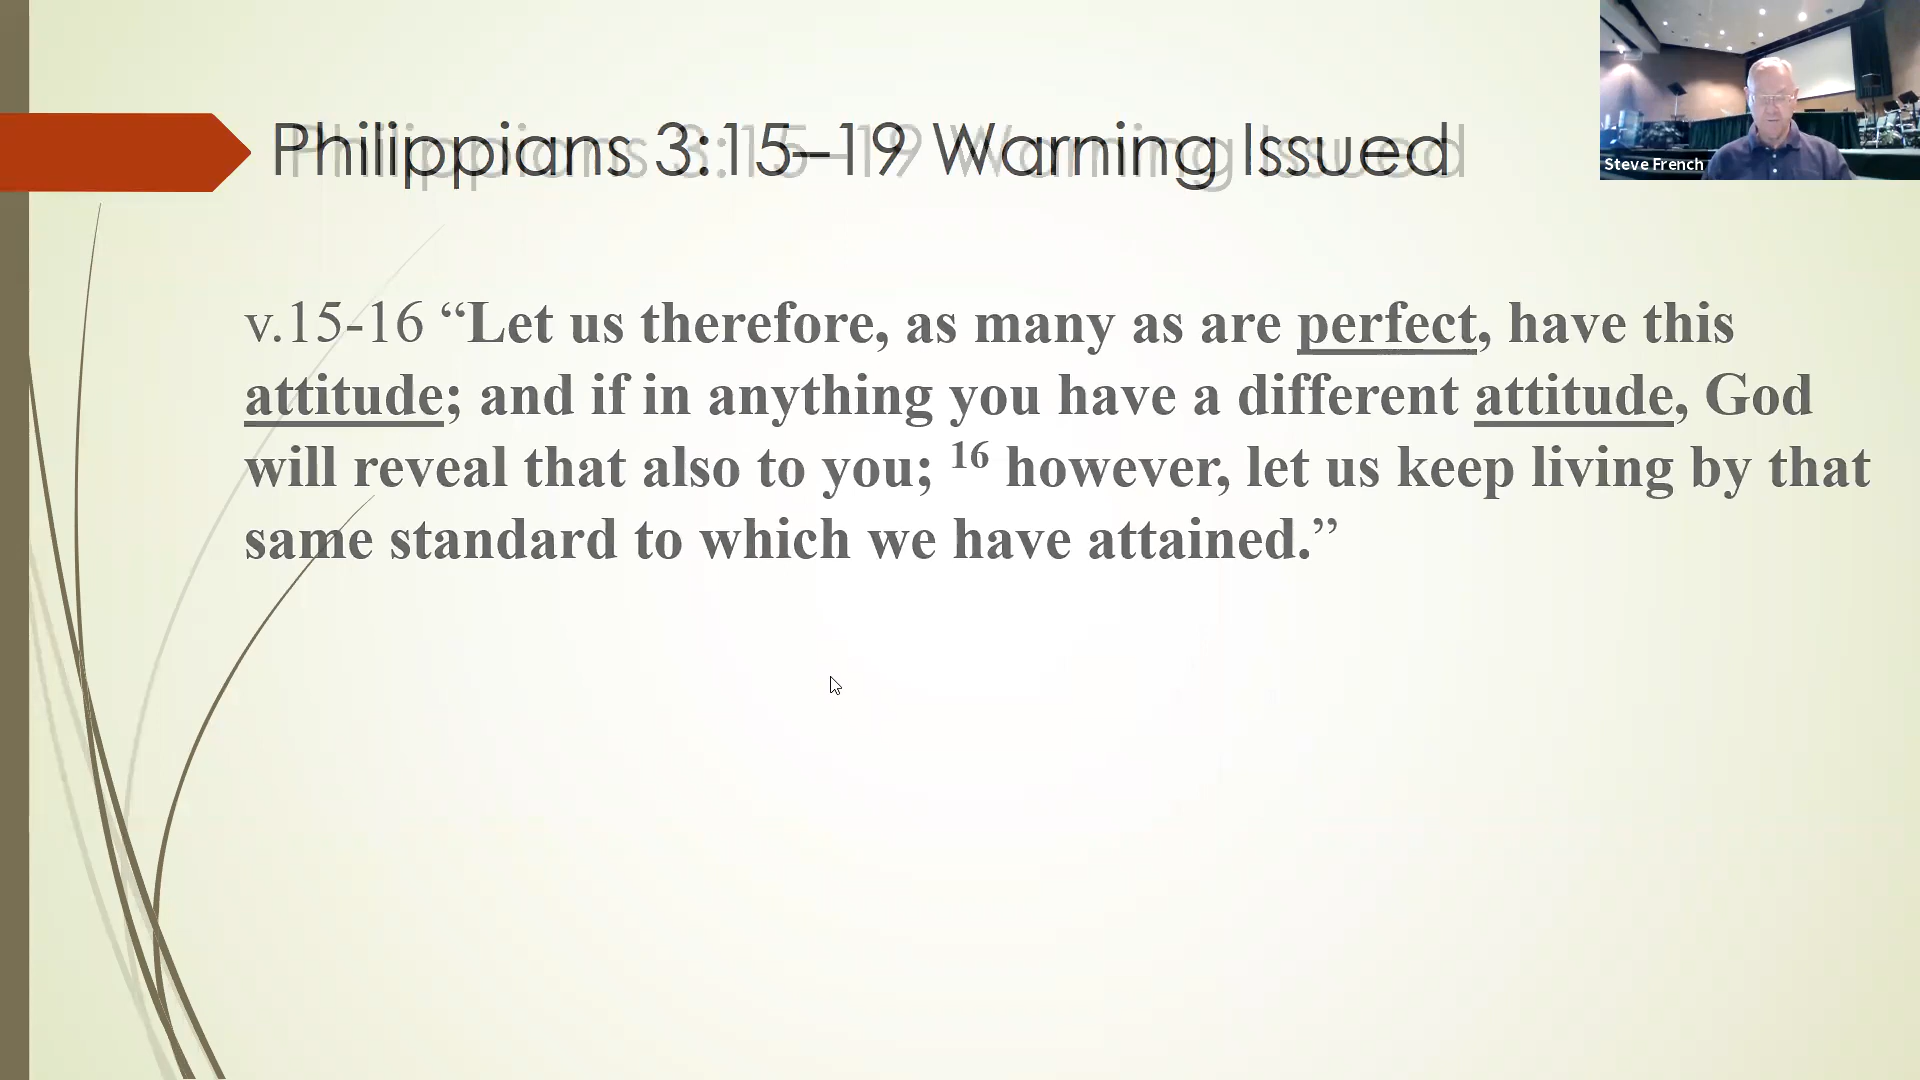 Philippians 3:15–19 Warning Issued
Steve French
v.15-16 “Let us therefore, as many as are perfect, have this
attitude; and if in anything you have a different attitude, God
will reveal that also to you; 16 however, let us keep living by that
same standard to which we have attained.”